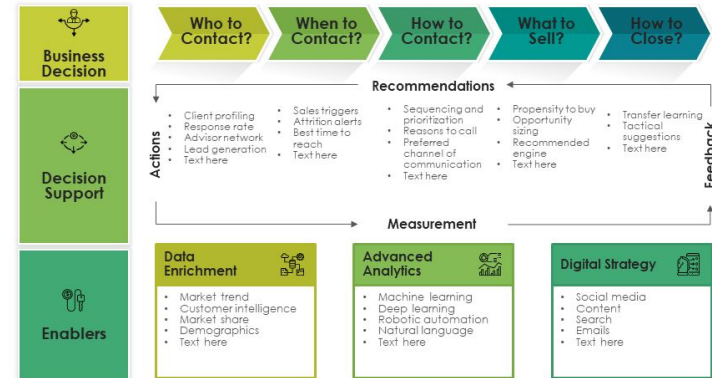 Business
Decision
Who to
Contact?
When to
Contact?
How to
Contact?
What to
Sell?
How to
Close?
Decision
Support
Recommendations
Actions
• Client profiling
• Response rate
• Advisor network
• Lead generation
• Text here
• Sales triggers
• Attrition alerts
• Best time to
reach
• Text here
• Sequencing and
prioritization
• Reasons to call
• Preferred
channel of
communication
• Text here
• Propensity to buy
• Opportunity
sizing
• Recommended
engine
• Text here
• Transfer learning
• Tactical
suggestions
• Text here
Feedback
Measurement
Enablers
Data
Enrichment
• Market trend
• Customer intelligence
• Market share
• Demographics
• Text here
Advanced
Analytics
• Machine learning
• Deep learning
• Robotic automation
• Natural language
• Text here
Digital Strategy
• Social media
• Content
• Search
• Emails
• Text here